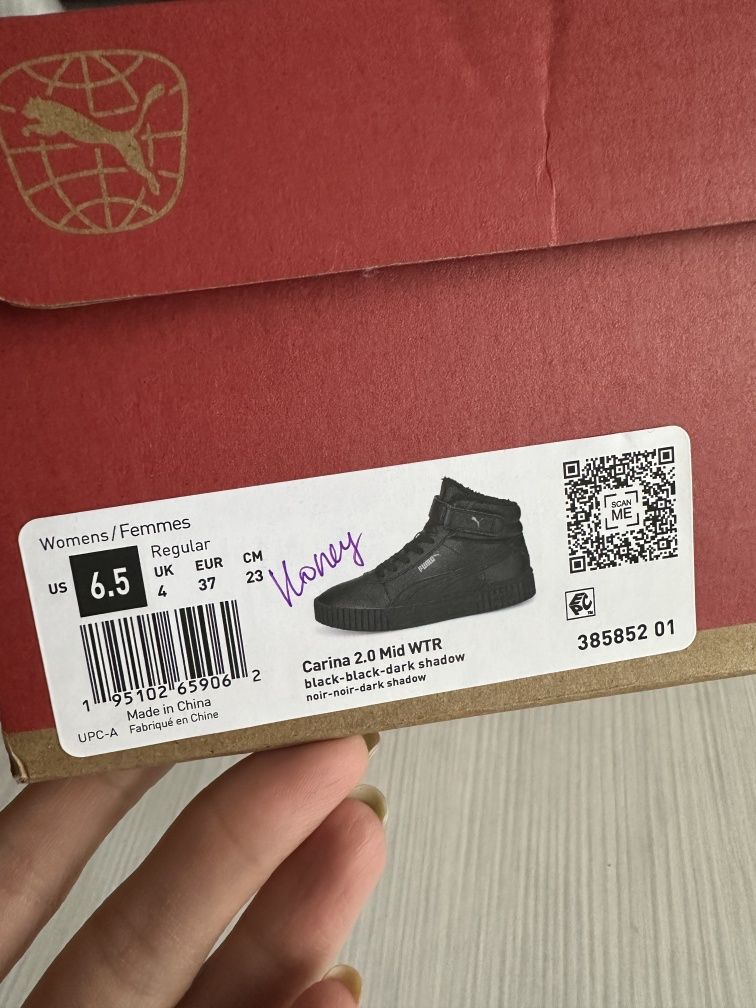 Womens/Femmes
Regular
US 6.5 UK 4 EUR 37 CM 23
Honey
PUMA
SCAN ME
1 95102 65906 2
Made in China
UPC-A Fabriqué en Chine
Carina 2.0 Mid WTR
black-black-dark shadow
noir-noir-dark shadow
385852 01